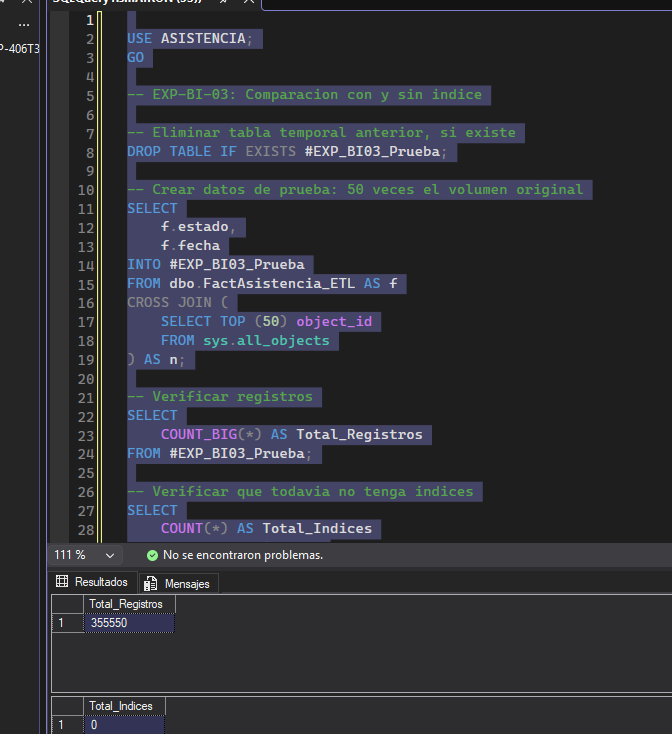 ...
P-406T3
1
2 USE ASISTENCIA;
3 GO
4
5 -- EXP-BI-03: Comparacion con y sin indice
6
7 -- Eliminar tabla temporal anterior, si existe
8 DROP TABLE IF EXISTS #EXP_BI03_Prueba;
9
10 -- Crear datos de prueba: 50 veces el volumen original
11 SELECT
12 f.estado,
13 f.fecha
14 INTO #EXP_BI03_Prueba
15 FROM dbo.FactAsistencia_ETL AS f
16 CROSS JOIN (
17 SELECT TOP (50) object_id
18 FROM sys.all_objects
19 ) AS n;
20
21 -- Verificar registros
22 SELECT
23 COUNT_BIG(*) AS Total_Registros
24 FROM #EXP_BI03_Prueba;
25
26 -- Verificar que todavia no tenga indices
27 SELECT
28 COUNT(*) AS Total_Indices
111 % No se encontraron problemas.
Resultados Mensajes
Total_Registros
1 355550
Total_Indices
1 0